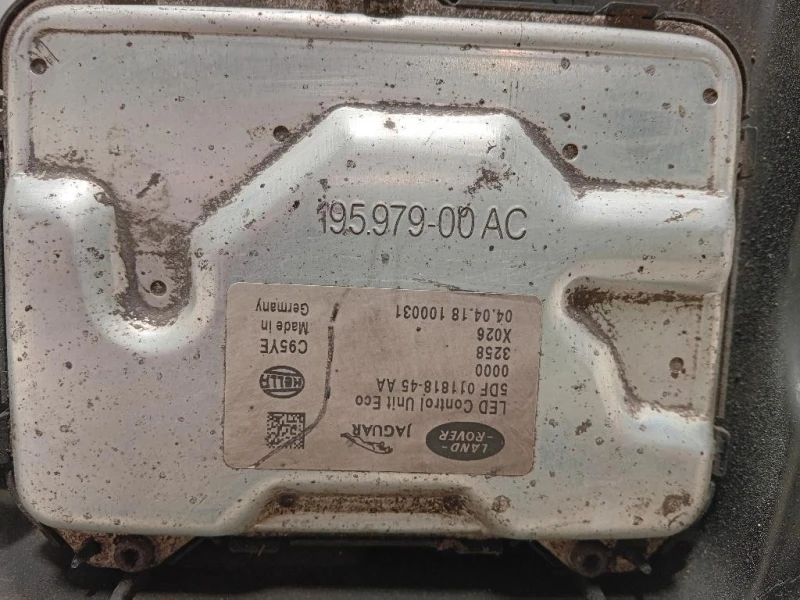 195.979-00 AC
LAND-
-ROVER
JAGUAR
LED Control Unit Eco
5DF 011818-45 AA
0000
3258
X026
04.04.18 100031
HELLA
C95YE
Made in
Germany